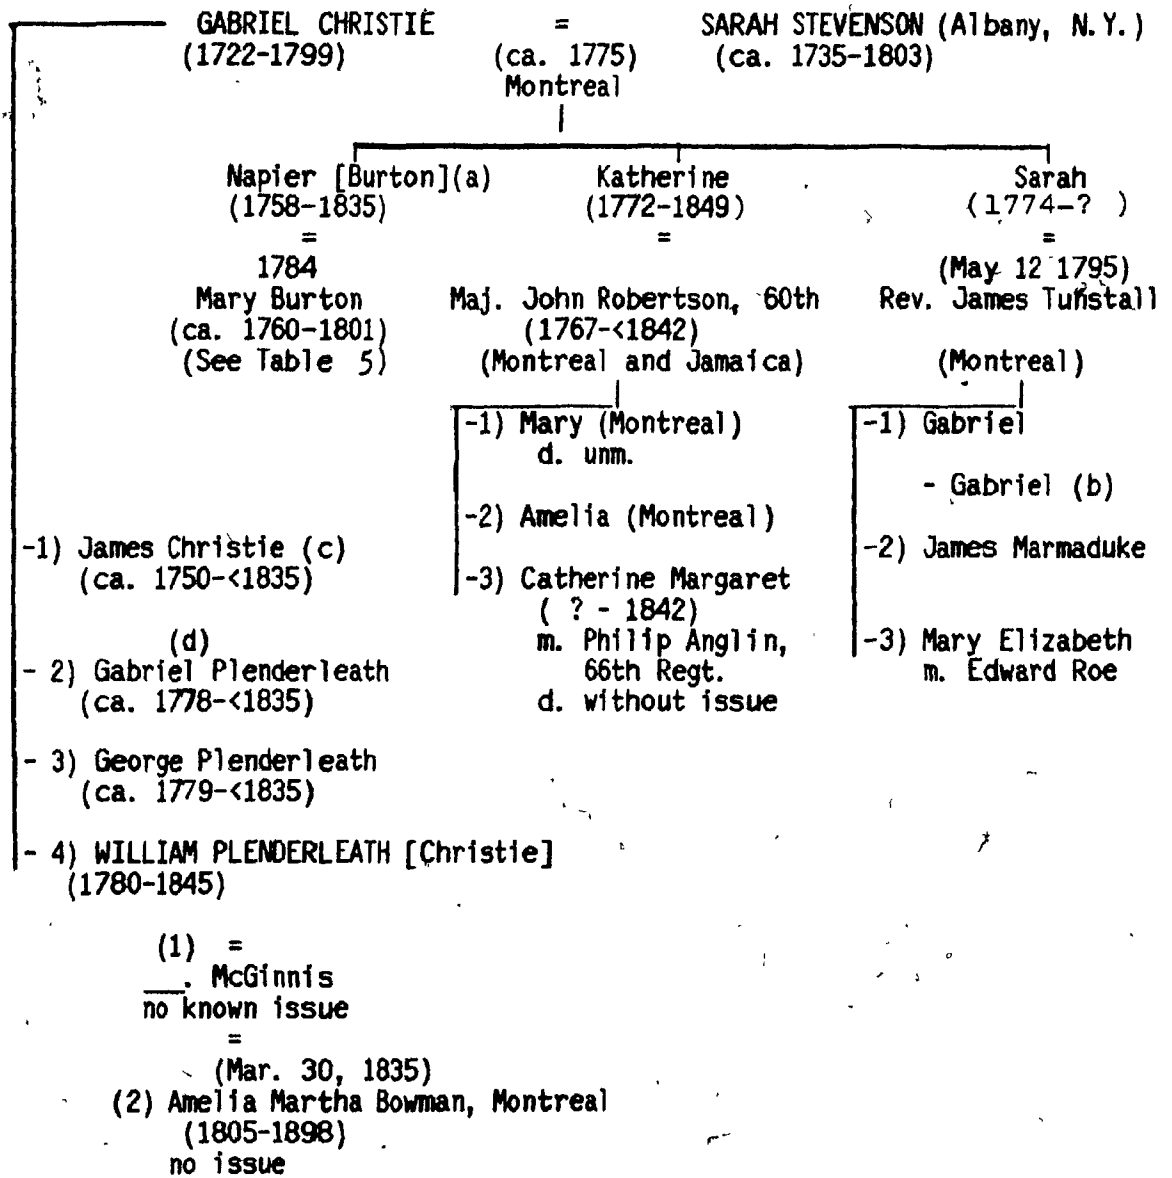 GABRIEL CHRISTIE = SARAH STEVENSON (Albany, N.Y.)
(1722-1799) (ca. 1775) (ca. 1735-1803)
Montreal
Napier [Burton](a) Katherine Sarah
(1758-1835) (1772-1849) (1774-? )
= = =
1784 (May 12 1795)
Mary Burton Maj. John Robertson, 60th Rev. James Tunstall
(ca. 1760-1801) (1767-<1842)
(See Table 5) (Montreal and Jamaica) (Montreal)
-1) Mary (Montreal) -1) Gabriel
d. unm.
- Gabriel (b)
-2) Amelia (Montreal)
-1) James Christie (c) -2) James Marmaduke
(ca. 1750-<1835) -3) Catherine Margaret
( ? - 1842)
(d) m. Philip Anglin, -3) Mary Elizabeth
- 2) Gabriel Plenderleath 66th Regt. m. Edward Roe
(ca. 1778-<1835) d. without issue
- 3) George Plenderleath
(ca. 1779-<1835)
- 4) WILLIAM PLENDERLEATH [Christie]
(1780-1845)
(1) =
__. McGinnis
no known issue
=
(Mar. 30, 1835)
(2) Amelia Martha Bowman, Montreal
(1805-1898)
no issue